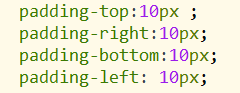 padding-top:10px ;
padding-right:10px;
padding-bottom:10px;
padding-left: 10px;